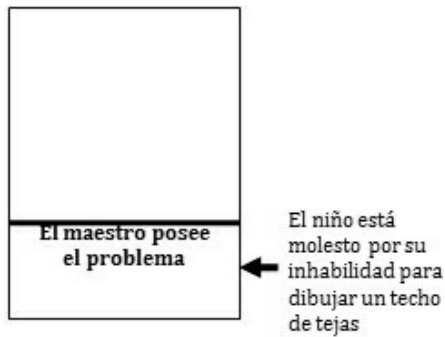 El maestro posee
el problema
El niño está
molesto por su
inhabilidad para
dibujar un techo
de tejas